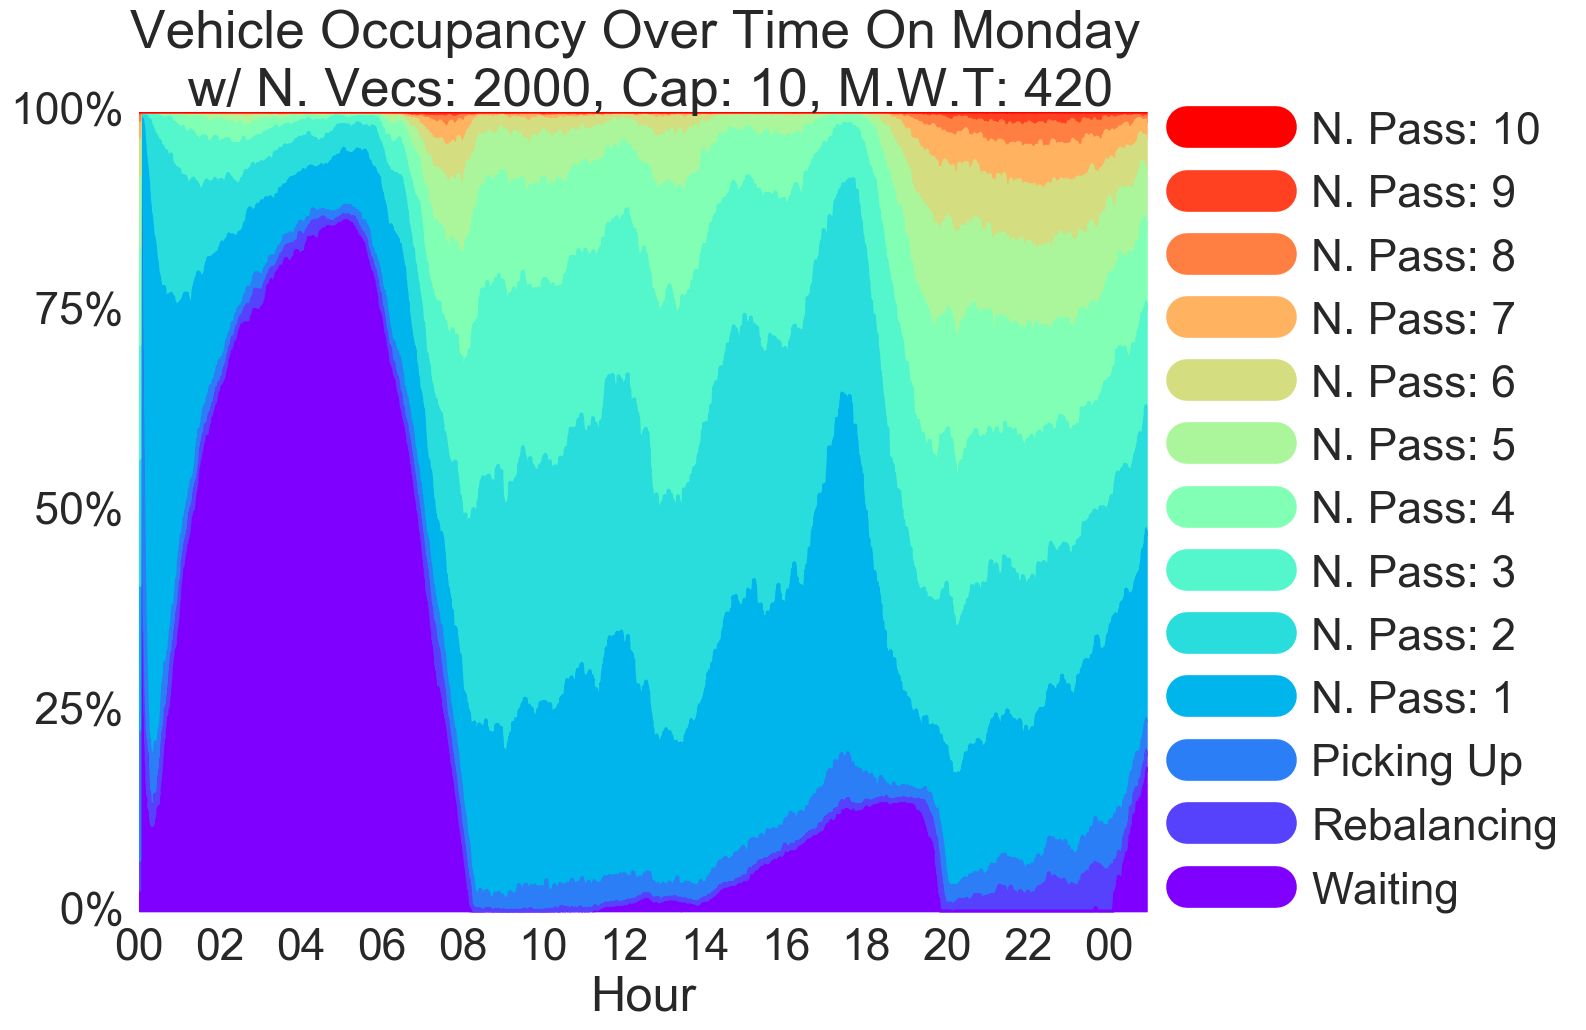 Vehicle Occupancy Over Time On Monday
w/ N. Vecs: 2000, Cap: 10, M.W.T: 420
100%
75%
50%
25%
0%
00 02 04 06 08 10 12 14 16 18 20 22 00
Hour
N. Pass: 10
N. Pass: 9
N. Pass: 8
N. Pass: 7
N. Pass: 6
N. Pass: 5
N. Pass: 4
N. Pass: 3
N. Pass: 2
N. Pass: 1
Picking Up
Rebalancing
Waiting